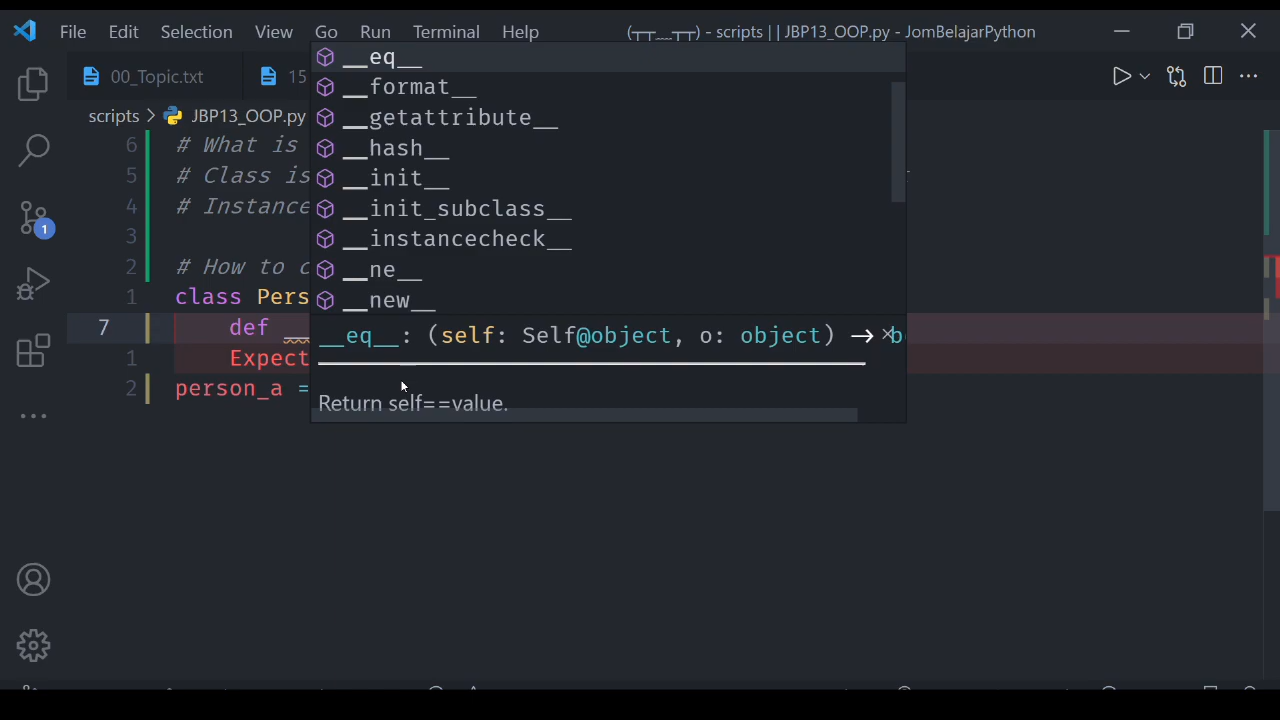 File Edit Selection View Go Run Terminal Help (┬┬﹏┬┬) - scripts || JBP13_OOP.py - JomBelajarPython
00_Topic.txt 15
scripts > JBP13_OOP.py
6 # What is
5 # Class is
4 # Instance
3
2 # How to c
1 class Pers
7 def __
1 Expect
2 person_a =
__eq__
__format__
__getattribute__
__hash__
__init__
__init_subclass__
__instancecheck__
__ne__
__new__
__eq__: (self: Self@object, o: object) → b
Return self==value.
1